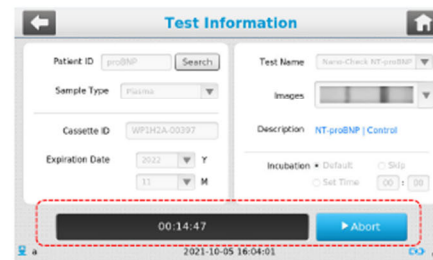 Test Information
Patient ID proBNP Search
Sample Type Plasma
Cassette ID WP1H2A-00397
Expiration Date 2022 Y
11 M
Test Name Nano-Check NT-proBNP
Images
Description NT-proBNP | Control
Incubation Default Skip
Set Time 00 : 00
00:14:47 Abort
a 2021-10-05 16:04:01